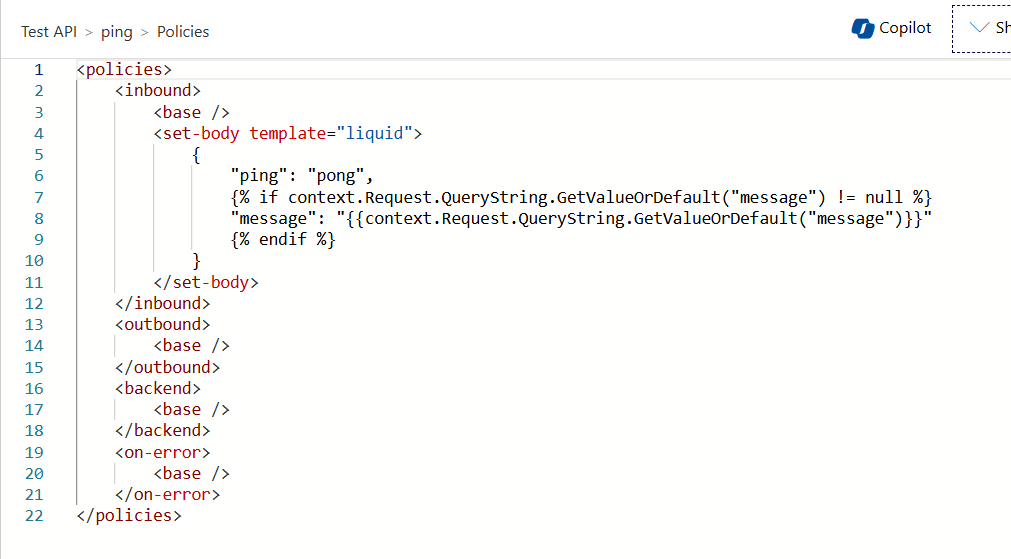 Test API > ping > Policies
Copilot
Sh
1 <policies>
2     <inbound>
3         <base />
4         <set-body template="liquid">
5             {
6                 "ping": "pong",
7                 {% if context.Request.QueryString.GetValueOrDefault("message") != null %}
8                 "message": "{{context.Request.QueryString.GetValueOrDefault("message")}}"
9                 {% endif %}
10             }
11         </set-body>
12     </inbound>
13     <outbound>
14         <base />
15     </outbound>
16     <backend>
17         <base />
18     </backend>
19     <on-error>
20         <base />
21     </on-error>
22 </policies>